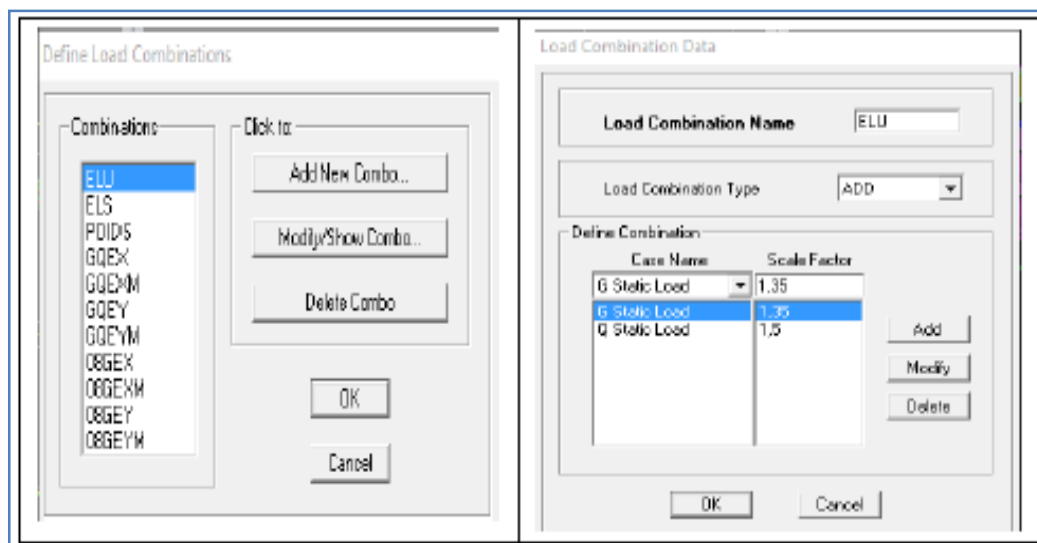 Define Load Combinations
Combinations
ELU
ELS
POIDS
GQEX
GQEXM
GQEY
GQEYM
08GEX
08GEXM
08GEY
08GEYM
Click to:
Add New Combo...
Modify/Show Combo...
Delete Combo
OK
Cancel
Load Combination Data
Load Combination Name ELU
Load Combination Type ADD
Define Combination
Case Name Scale Factor
G Static Load 1,35
G Static Load 1,35
Q Static Load 1,5
Add
Modify
Delete
OK Cancel